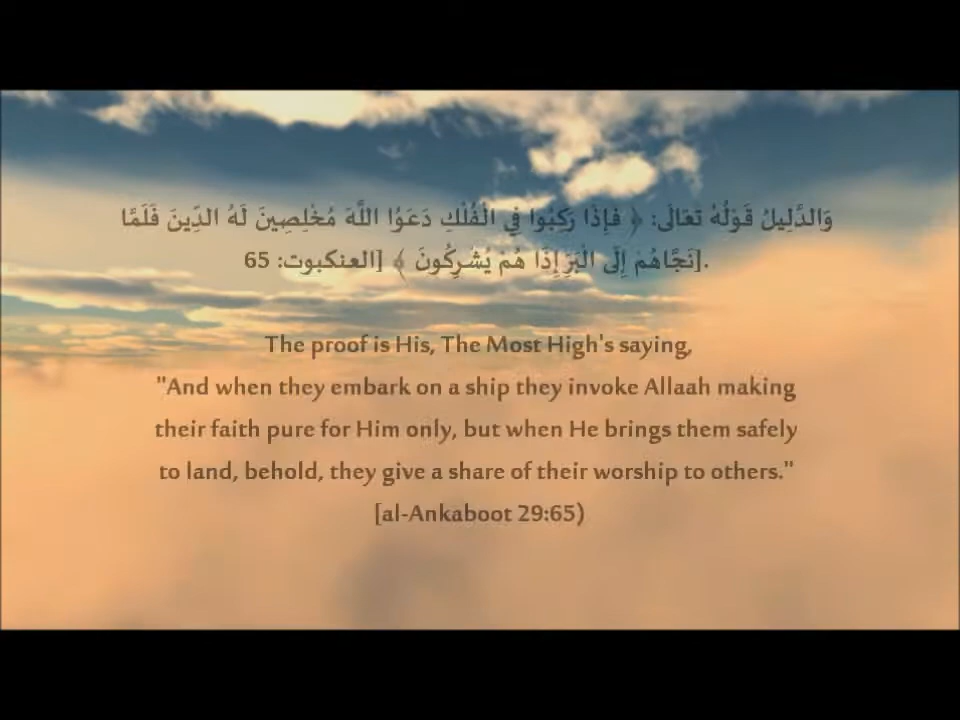 وَالدَّلِيلُ قَوْلُهُ تَعَالَى: ﴿ فَإِذَا رَكِبُوا فِي الْفُلْكِ دَعَوُا اللَّهَ مُخْلِصِينَ لَهُ الدِّينَ فَلَمَّا
نَجَّاهُمْ إِلَى الْبَرِّ إِذَا هُمْ يُشْرِكُونَ ﴾ [العنكبوت: 65].
The proof is His, The Most High's saying,
"And when they embark on a ship they invoke Allaah making
their faith pure for Him only, but when He brings them safely
to land, behold, they give a share of their worship to others."
[al-Ankaboot 29:65)